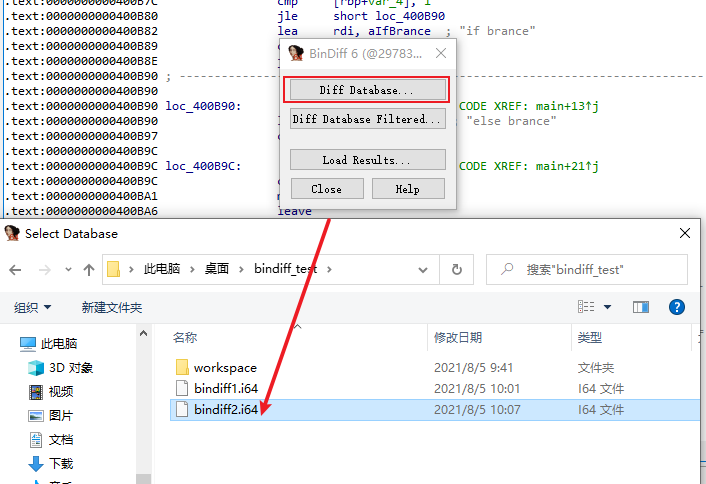 .text:0000000000400B7C cmp [rbp+var_4], 1
.text:0000000000400B80 jle short loc_400B90
.text:0000000000400B82 lea rdi, aIfBrance ; "if brance"
.text:0000000000400B89
.text:0000000000400B8E
.text:0000000000400B90 ; ---------------------------------------------------------------------------
.text:0000000000400B90
.text:0000000000400B90 loc_400B90: CODE XREF: main+13↑j
.text:0000000000400B90 ; "else brance"
.text:0000000000400B97
.text:0000000000400B9C
.text:0000000000400B9C loc_400B9C: CODE XREF: main+21↑j
.text:0000000000400B9C
.text:0000000000400BA1
.text:0000000000400BA6 leave
BinDiff 6 (@29783...
Diff Database...
Diff Database Filtered...
Load Results...
Close Help
Select Database
此电脑 › 桌面 › bindiff_test ›
搜索"bindiff_test"
组织 新建文件夹
此电脑
3D 对象
视频
图片
文档
下载
名称 修改日期 类型
workspace 2021/8/5 9:41 文件夹
bindiff1.i64 2021/8/5 10:01 I64 文件
bindiff2.i64 2021/8/5 10:07 I64 文件